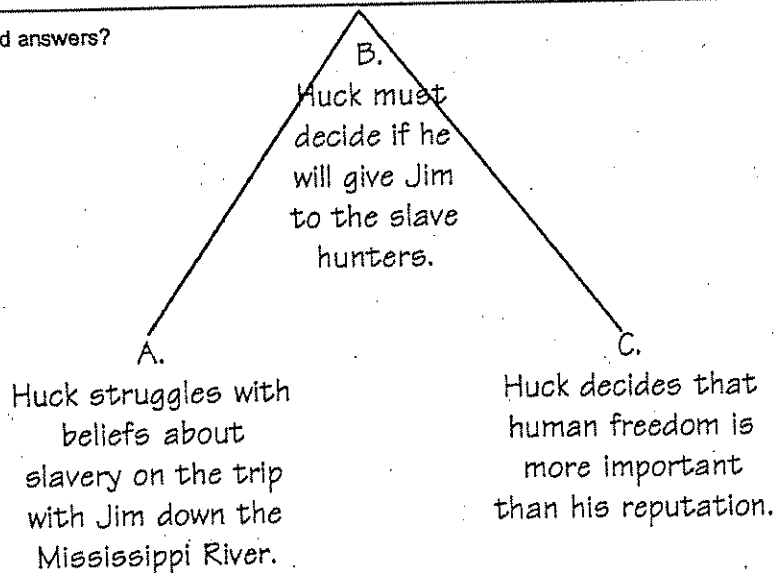 d answers?
B.
Huck must
decide if he
will give Jim
to the slave
hunters.
A.
Huck struggles with
beliefs about
slavery on the trip
with Jim down the
Mississippi River.
C.
Huck decides that
human freedom is
more important
than his reputation.